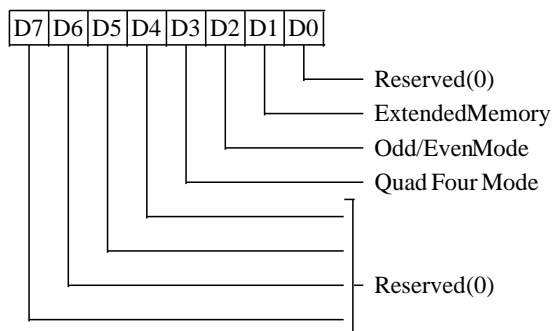 D7 D6 D5 D4 D3 D2 D1 D0
Reserved(0)
ExtendedMemory
Odd/EvenMode
Quad Four Mode
Reserved(0)